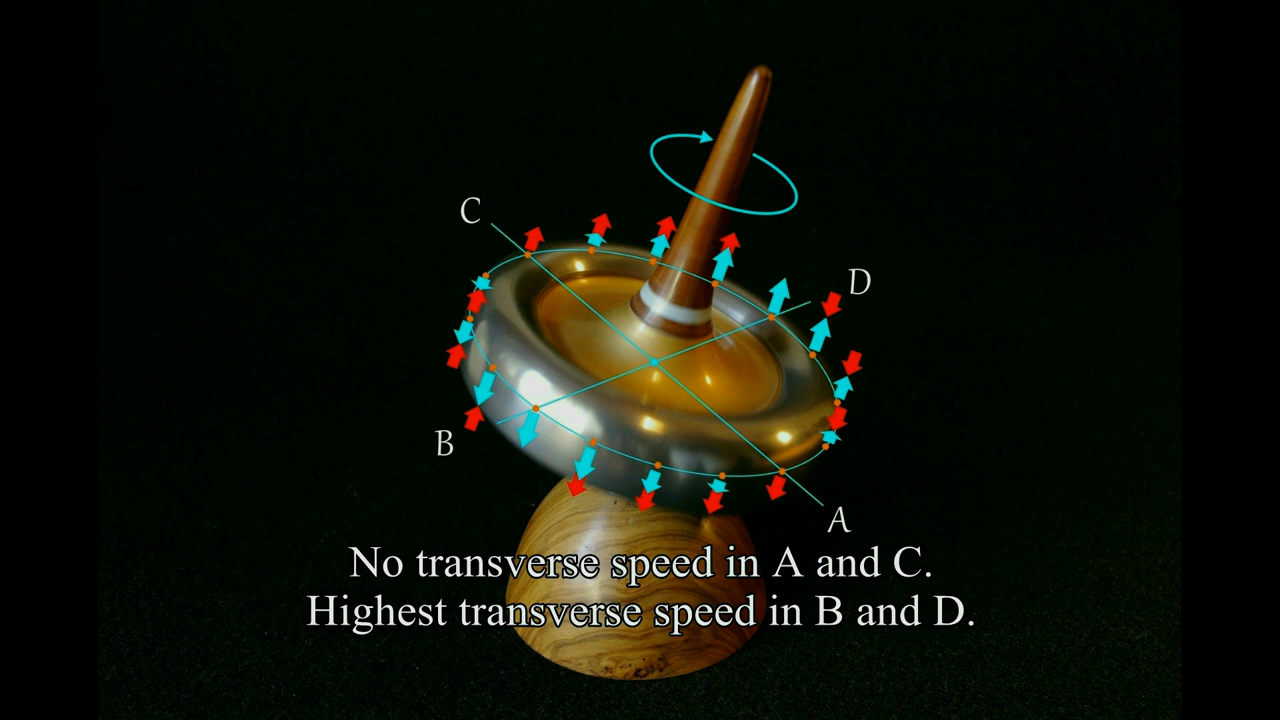 C
D
B
A
No transverse speed in A and C.
Highest transverse speed in B and D.